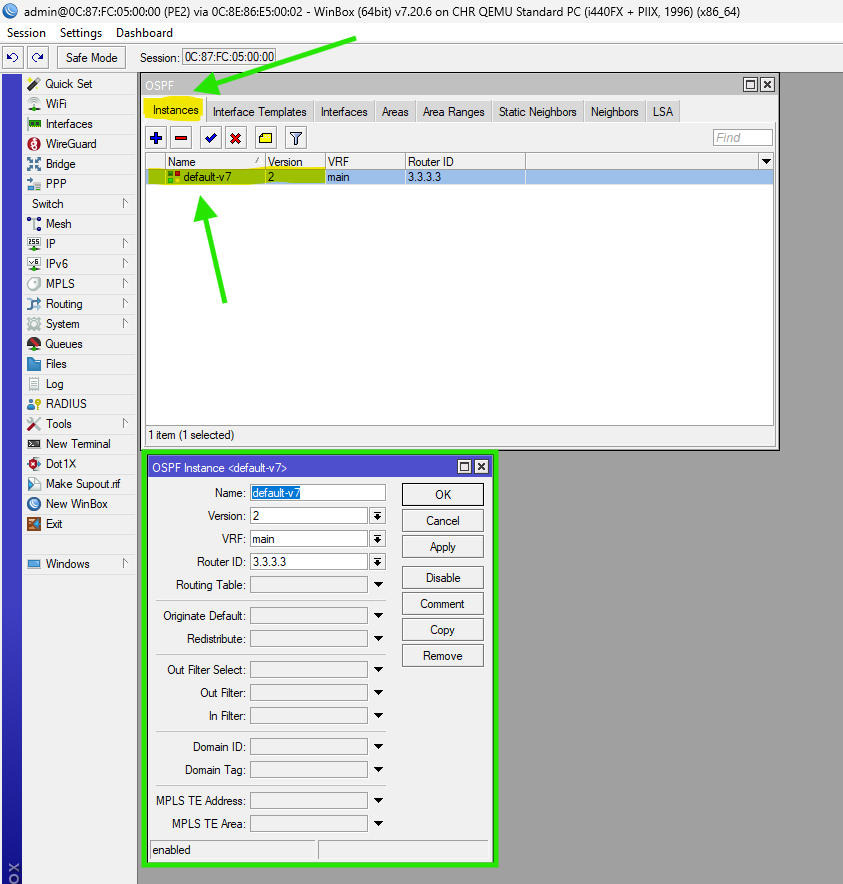 admin@0C:87:FC:05:00:00 (PE2) via 0C:8E:86:E5:00:02 - WinBox (64bit) v7.20.6 on CHR QEMU Standard PC (i440FX + PIIX, 1996) (x86_64)
Session Settings Dashboard
Safe Mode Session: 0C:87:FC:05:00:00
Quick Set
WiFi
Interfaces
WireGuard
Bridge
PPP
Switch
Mesh
IP
IPv6
MPLS
Routing
System
Queues
Files
Log
RADIUS
Tools
New Terminal
Dot1X
Make Supout.rif
New WinBox
Exit
Windows
OSPF
Instances Interface Templates Interfaces Areas Area Ranges Static Neighbors Neighbors LSA
Find
Name Version VRF Router ID
default-v7 2 main 3.3.3.3
1 item (1 selected)
OSPF Instance <default-v7>
Name: default-v7
Version: 2
VRF: main
Router ID: 3.3.3.3
Routing Table:
Originate Default:
Redistribute:
Out Filter Select:
Out Filter:
In Filter:
Domain ID:
Domain Tag:
MPLS TE Address:
MPLS TE Area:
enabled
OK
Cancel
Apply
Disable
Comment
Copy
Remove